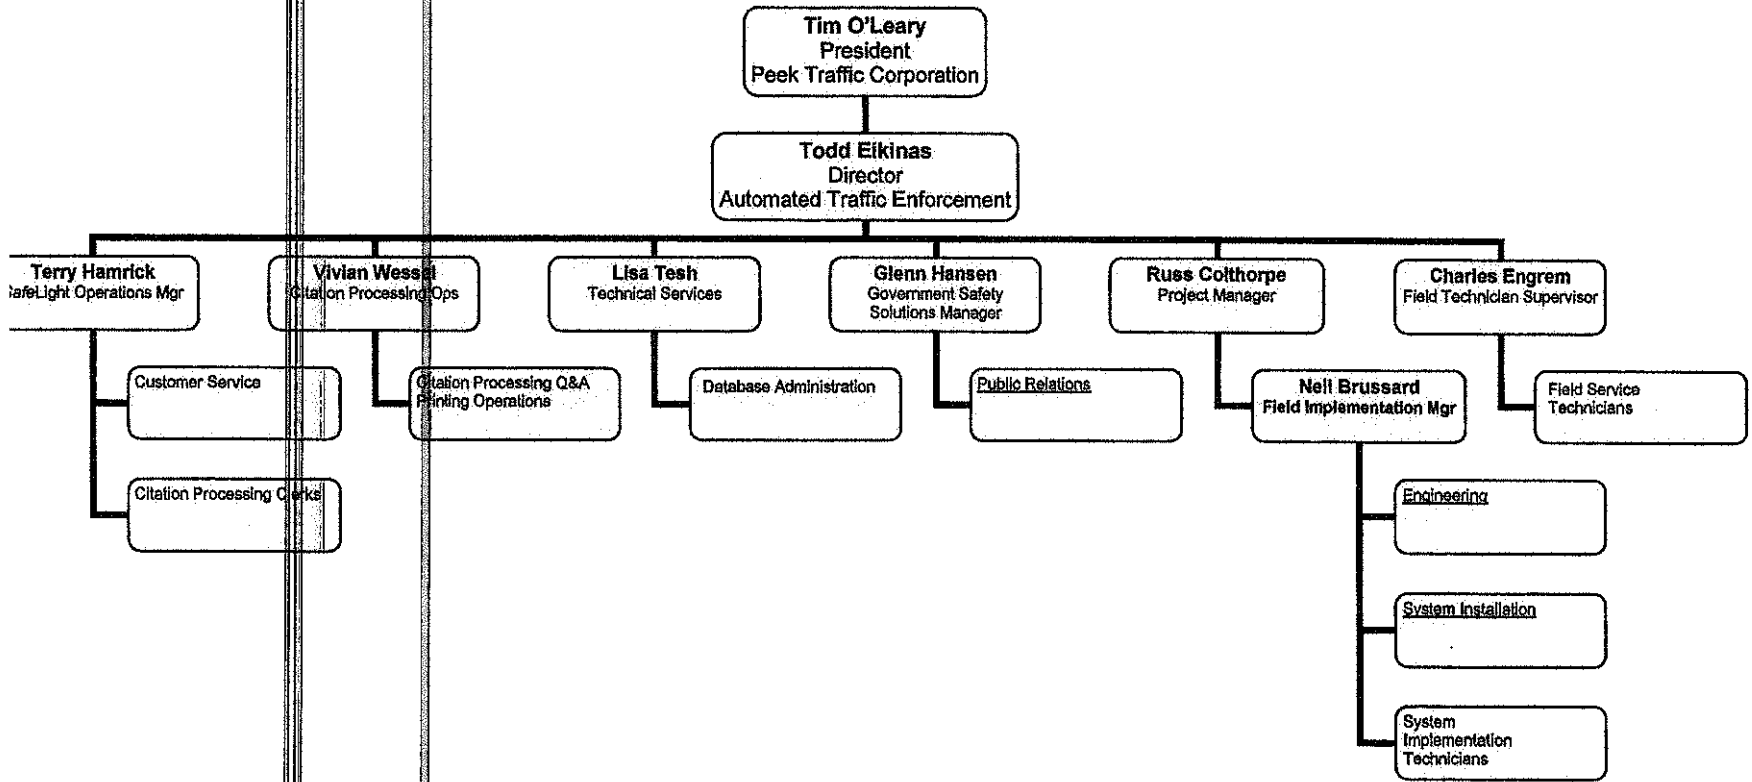 Tim O'Leary
President
Peek Traffic Corporation
Todd Eikinas
Director
Automated Traffic Enforcement
Terry Hamrick
SafeLight Operations Mgr
Vivian Wessel
Citation Processing Ops
Lisa Tesh
Technical Services
Glenn Hansen
Government Safety
Solutions Manager
Russ Colthorpe
Project Manager
Charles Engrem
Field Technician Supervisor
Customer Service
Citation Processing Q&A
Printing Operations
Database Administration
Public Relations
Neil Brussard
Field Implementation Mgr
Field Service
Technicians
Citation Processing Clerks
Engineering
System Installation
System
Implementation
Technicians